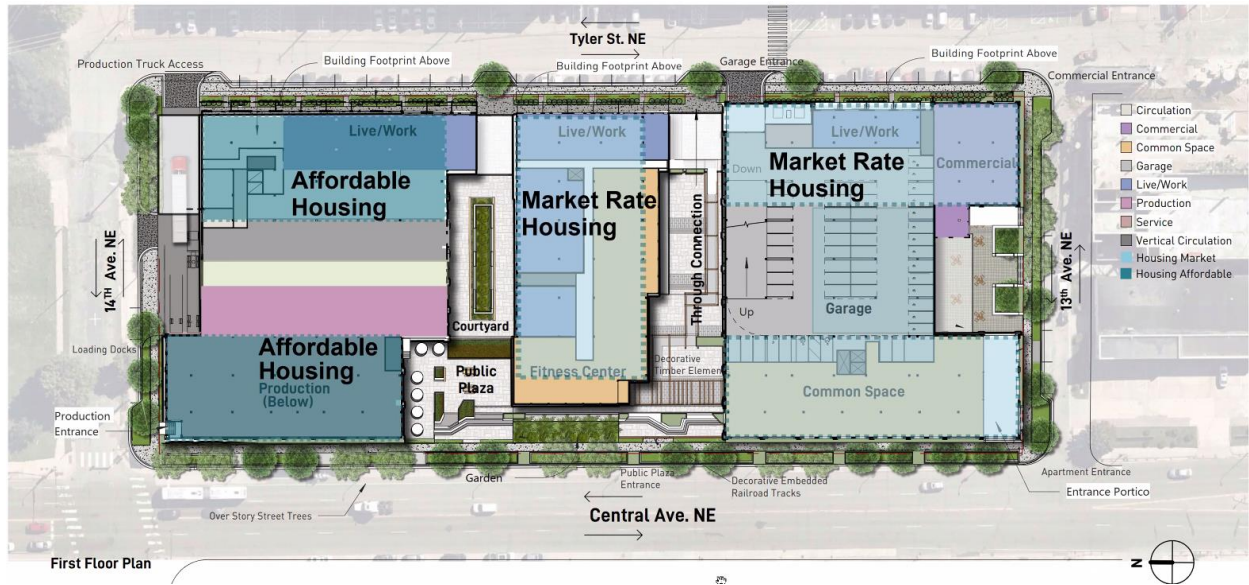 Tyler St. NE
Production Truck Access
Building Footprint Above
Building Footprint Above
Garage Entrance
Building Footprint Above
Commercial Entrance
Live/Work
Live/Work
Live/Work
Affordable
Housing
Market Rate
Housing
Market Rate
Housing
Down
Commercial
Circulation
Commercial
Common Space
Garage
Live/Work
Production
Service
Vertical Circulation
Housing Market
Housing Affordable
14TH Ave. NE
Through Connection
13th Ave. NE
Courtyard
Up
Garage
Loading Docks
Affordable
Housing
Production
(Below)
Public
Plaza
Fitness Center
Decorative
Timber Element
Common Space
Production
Entrance
Garden
Public Plaza
Entrance
Decorative Embedded
Railroad Tracks
Apartment Entrance
Entrance Portico
Over Story Street Trees
Central Ave. NE
First Floor Plan
N